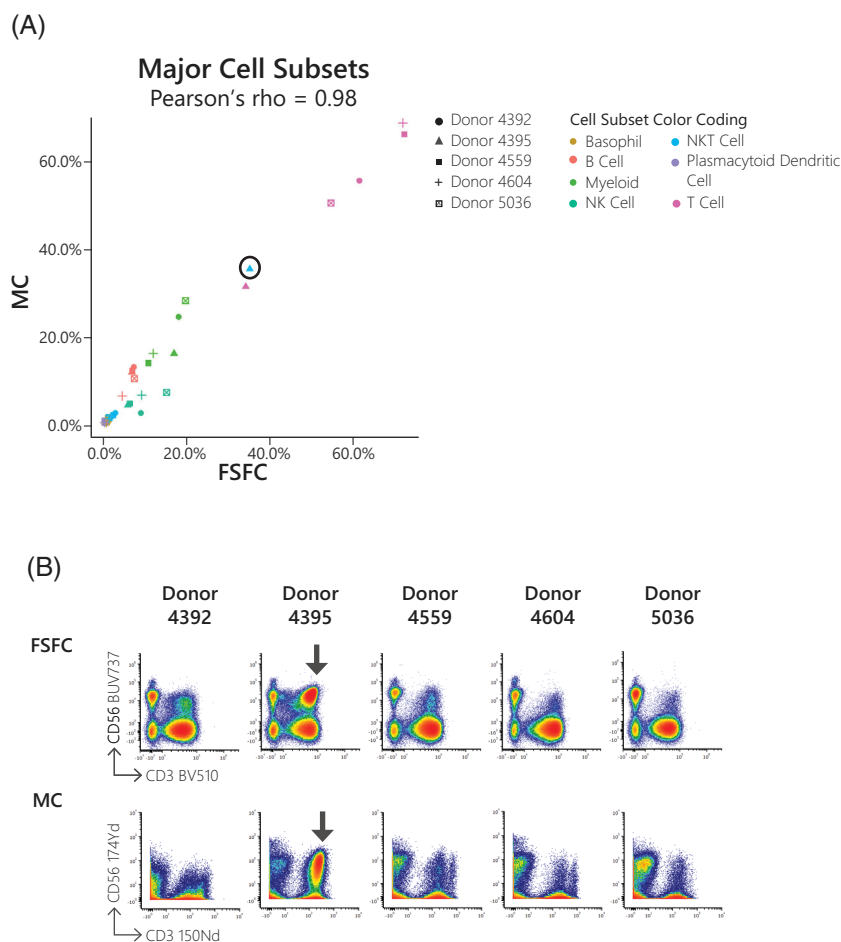 (A)
Major Cell Subsets
Pearson's rho = 0.98
MC
60.0%
40.0%
20.0%
0.0%
0.0% 20.0% 40.0% 60.0%
FSFC
Donor 4392
Donor 4395
Donor 4559
Donor 4604
Donor 5036
Cell Subset Color Coding
Basophil
B Cell
Myeloid
NK Cell
NKT Cell
Plasmacytoid Dendritic
Cell
T Cell
(B)
Donor Donor Donor Donor Donor
4392 4395 4559 4604 5036
FSFC
CD56 BUV737
CD3 BV510
MC
CD56 174Yd
CD3 150Nd